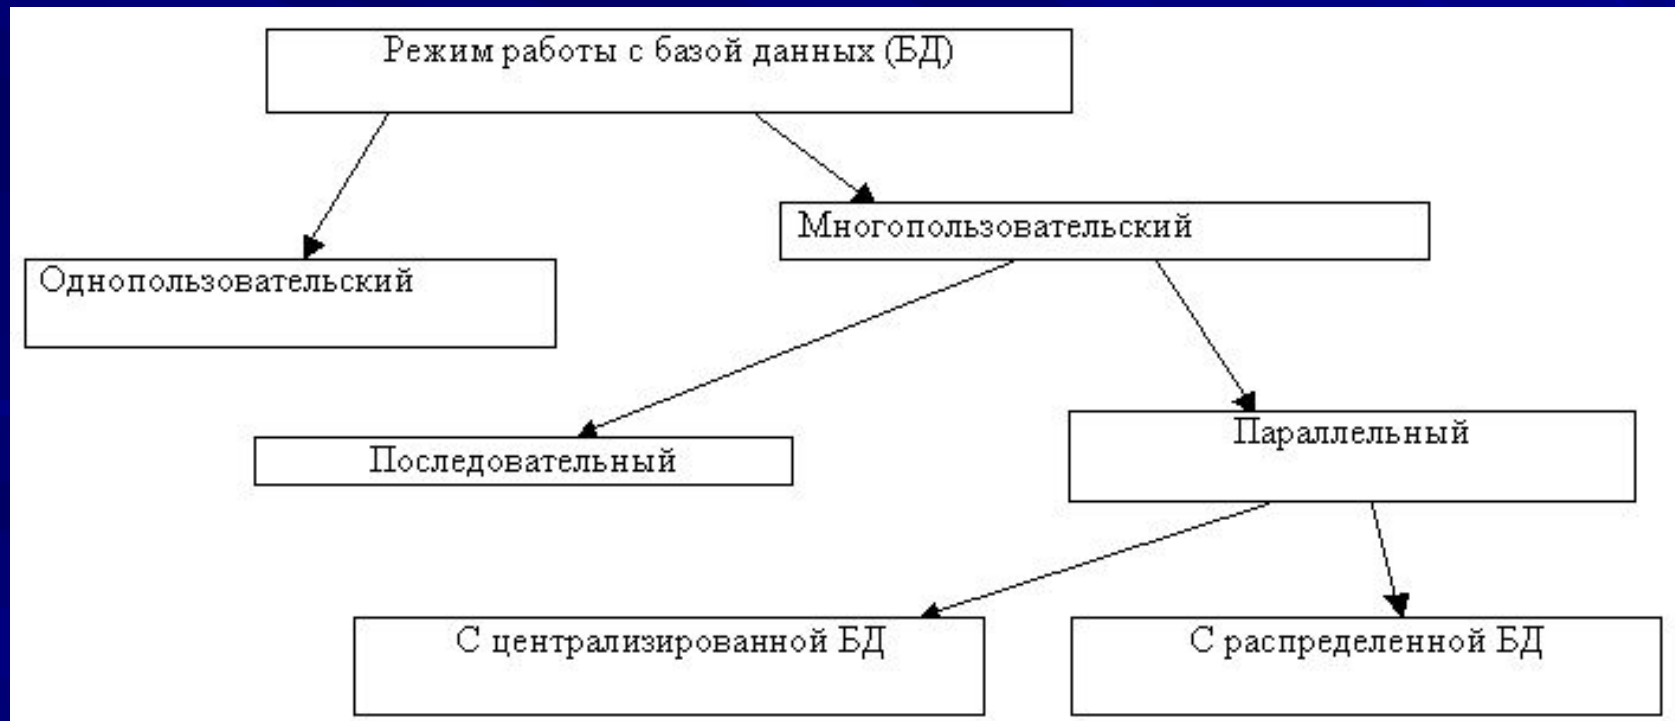 Режим работы с базой данных (БД)
Многопользовательский
Однопользовательский
Последовательный
Параллельный
С централизированной БД
С распределенной БД